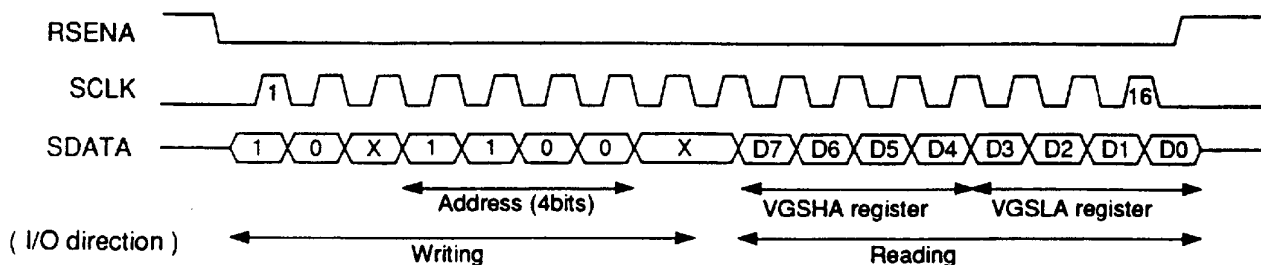 RSENA
SCLK 1 16
SDATA 1 0 X 1 1 0 0 X D7 D6 D5 D4 D3 D2 D1 D0
Address (4bits) VGSHA register VGSLA register
( I/O direction ) Writing Reading